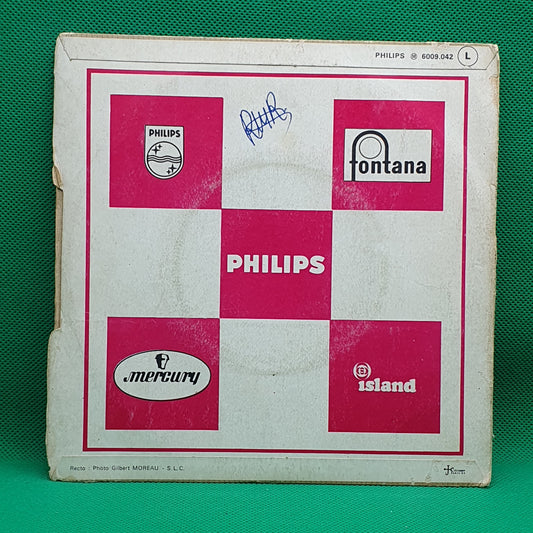 PHILIPS Ⓜ 6009.042 L
PHILIPS
fontana
PHILIPS
mercury
island
Recto : Photo Gilbert MOREAU - S.L.C.